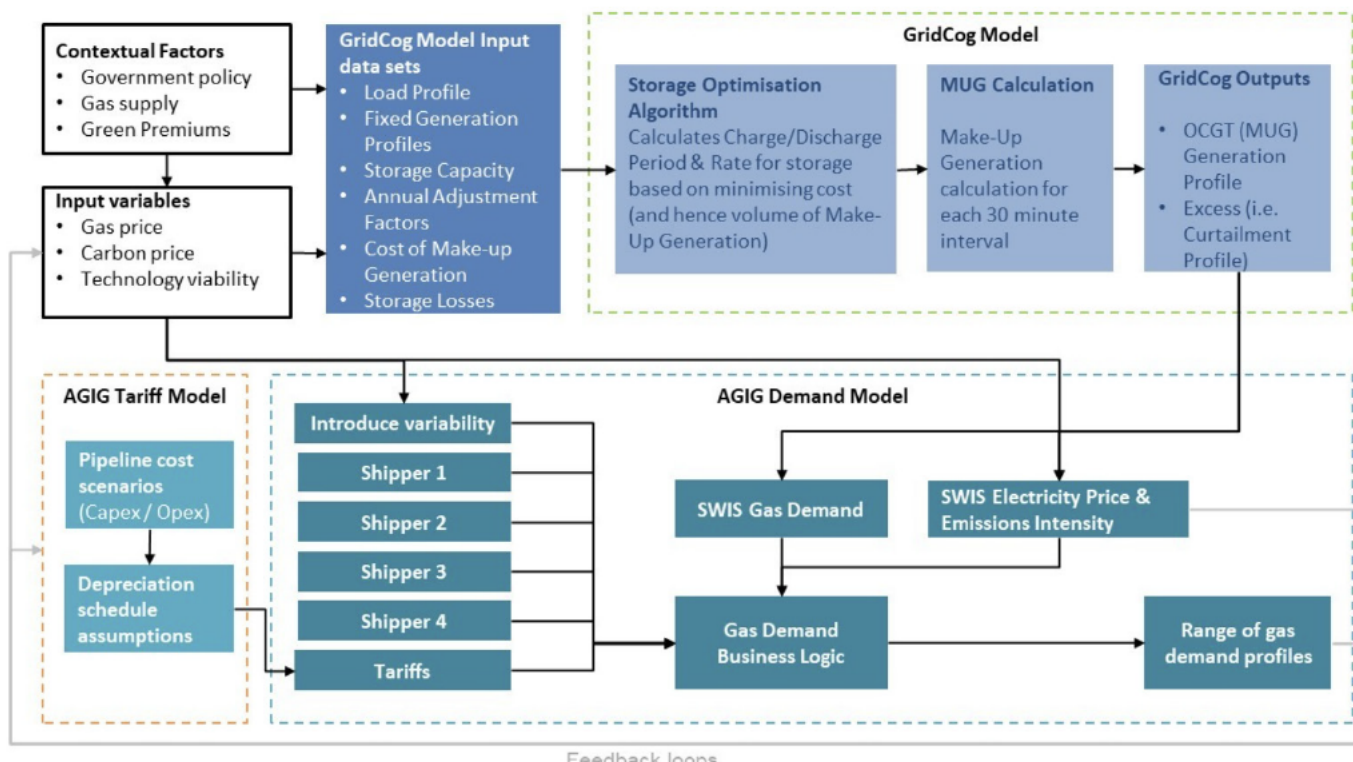 Contextual Factors
• Government policy
• Gas supply
• Green Premiums
Input variables
• Gas price
• Carbon price
• Technology viability
GridCog Model Input
data sets
• Load Profile
• Fixed Generation
Profiles
• Storage Capacity
• Annual Adjustment
Factors
• Cost of Make-up
Generation
• Storage Losses
GridCog Model
Storage Optimisation
Algorithm
Calculates Charge/Discharge
Period & Rate for storage
based on minimising cost
(and hence volume of Make-
Up Generation)
MUG Calculation
Make-Up
Generation
calculation for
each 30 minute
interval
GridCog Outputs
• OCGT (MUG)
Generation
Profile
• Excess (i.e.
Curtailment
Profile)
AGIG Tariff Model
Pipeline cost
scenarios
(Capex / Opex)
Depreciation
schedule
assumptions
AGIG Demand Model
Introduce variability
Shipper 1
Shipper 2
Shipper 3
Shipper 4
Tariffs
SWIS Gas Demand
SWIS Electricity Price &
Emissions Intensity
Gas Demand
Business Logic
Range of gas
demand profiles
Feedback loops